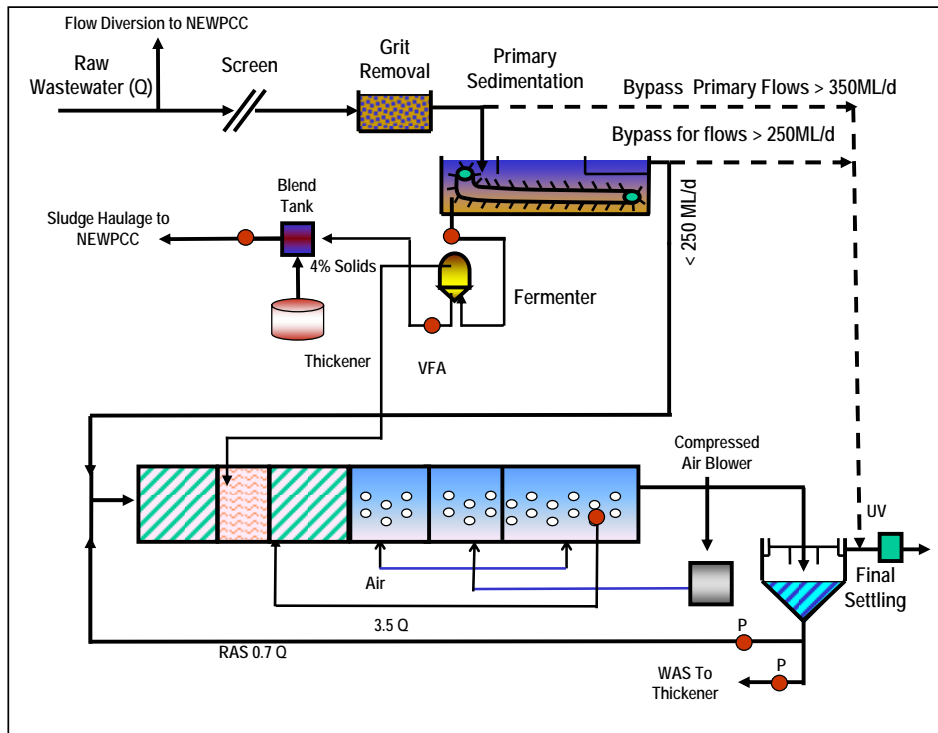 Flow Diversion to NEWPCC
Raw
Wastewater (Q)
Screen
Grit
Removal
Primary
Sedimentation
Bypass Primary Flows > 350ML/d
Bypass for flows > 250ML/d
< 250 ML/d
Blend
Tank
Sludge Haulage to
NEWPCC
4% Solids
Fermenter
Thickener
VFA
Compressed
Air Blower
UV
Final
Settling
Air
3.5 Q
RAS 0.7 Q
P
WAS To
Thickener
P